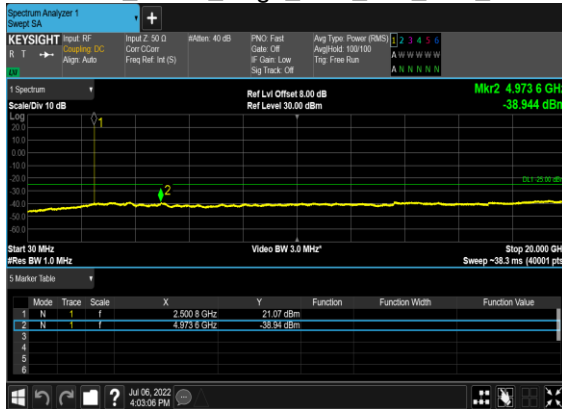 Spectrum Analyzer 1
Swept SA
+
KEYSIGHT Input: RF Input Z: 50 Ω #Atten: 40 dB PNO: Fast Avg Type: Power (RMS) 1 2 3 4 5 6
R T Coupling: DC Corr CCorr Gate: Off Avg|Hold: 100/100 A W W W W W
Align: Auto Freq Ref: Int (S) IF Gain: Low Trig: Free Run
Sig Track: Off A N N N N N
1 Spectrum Ref Lvl Offset 8.00 dB Mkr2 4.973 6 GHz
Scale/Div 10 dB Ref Level 30.00 dBm -38.944 dBm
Log
1
20.0
10.0
0.00
-10.0
-20.0
DL1 -25.00 dBm
-30.0
2
-40.0
-50.0
-60.0
Start 30 MHz Video BW 3.0 MHz* Stop 20.000 GHz
#Res BW 1.0 MHz Sweep ~38.3 ms (40001 pts)
5 Marker Table
Mode Trace Scale X Y Function Function Width Function Value
1 N 1 f 2.500 8 GHz 21.07 dBm
2 N 1 f 4.973 6 GHz -38.94 dBm
3
4
5
6
? Jul 06, 2022
4:03:06 PM